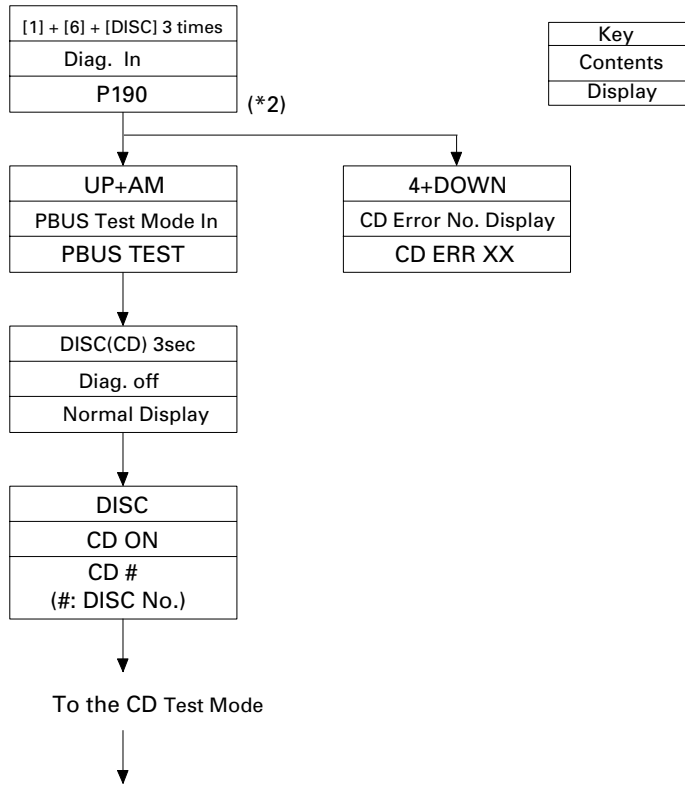 [1] + [6] + [DISC] 3 times
Diag. In
P190
(*2)
Key
Contents
Display
UP+AM
PBUS Test Mode In
PBUS TEST
4+DOWN
CD Error No. Display
CD ERR XX
DISC(CD) 3sec
Diag. off
Normal Display
DISC
CD ON
CD #
(#: DISC No.)
To the CD Test Mode